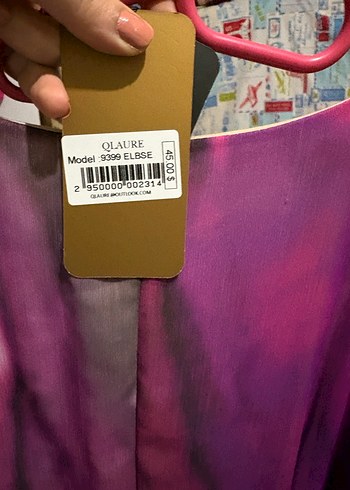 QLAURE
Model :9399 ELBSE
45.00 $
2 950000 002314
QLAURE@OUTLOOK.COM